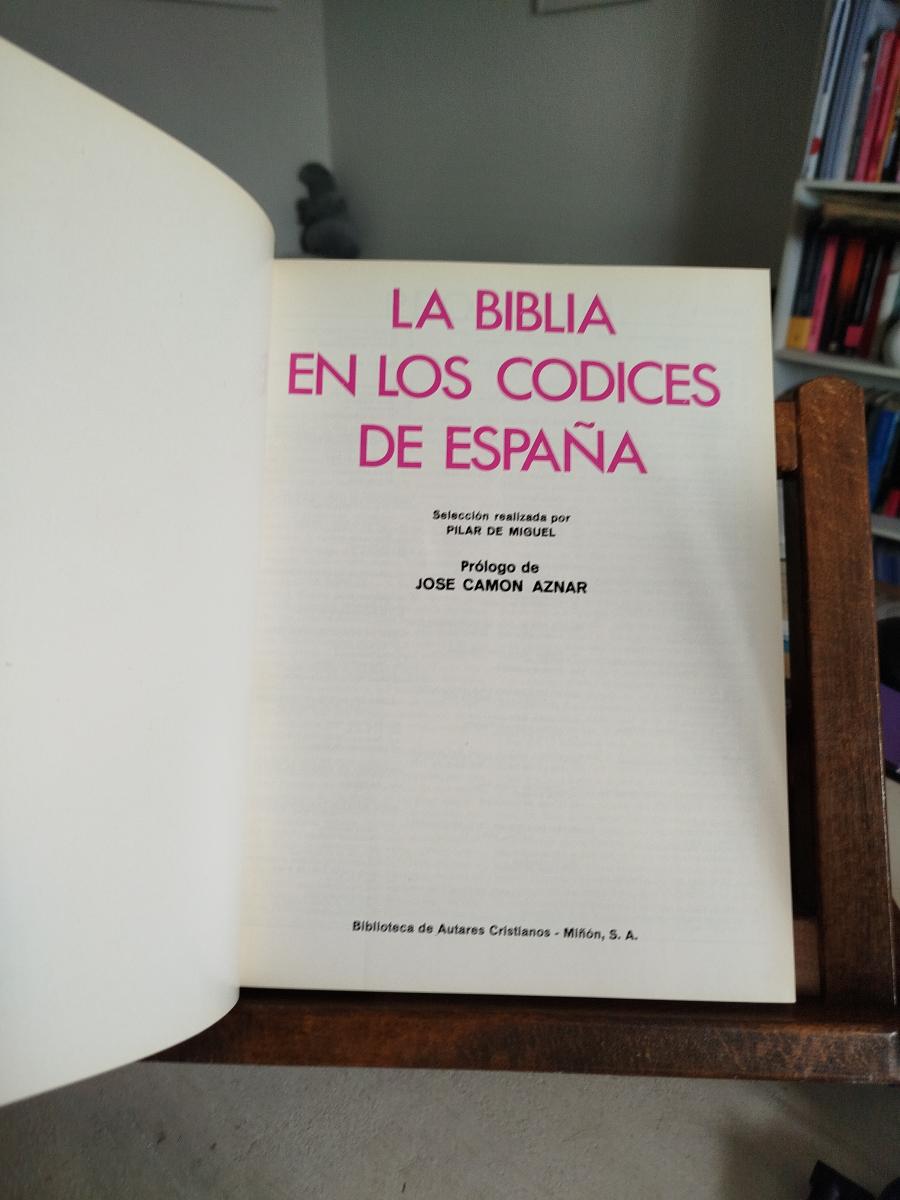 LA BIBLIA
EN LOS CODICES
DE ESPAÑA
Selección realizada por
PILAR DE MIGUEL
Prólogo de
JOSE CAMON AZNAR
Biblioteca de Autares Cristianos - Miñón, S. A.